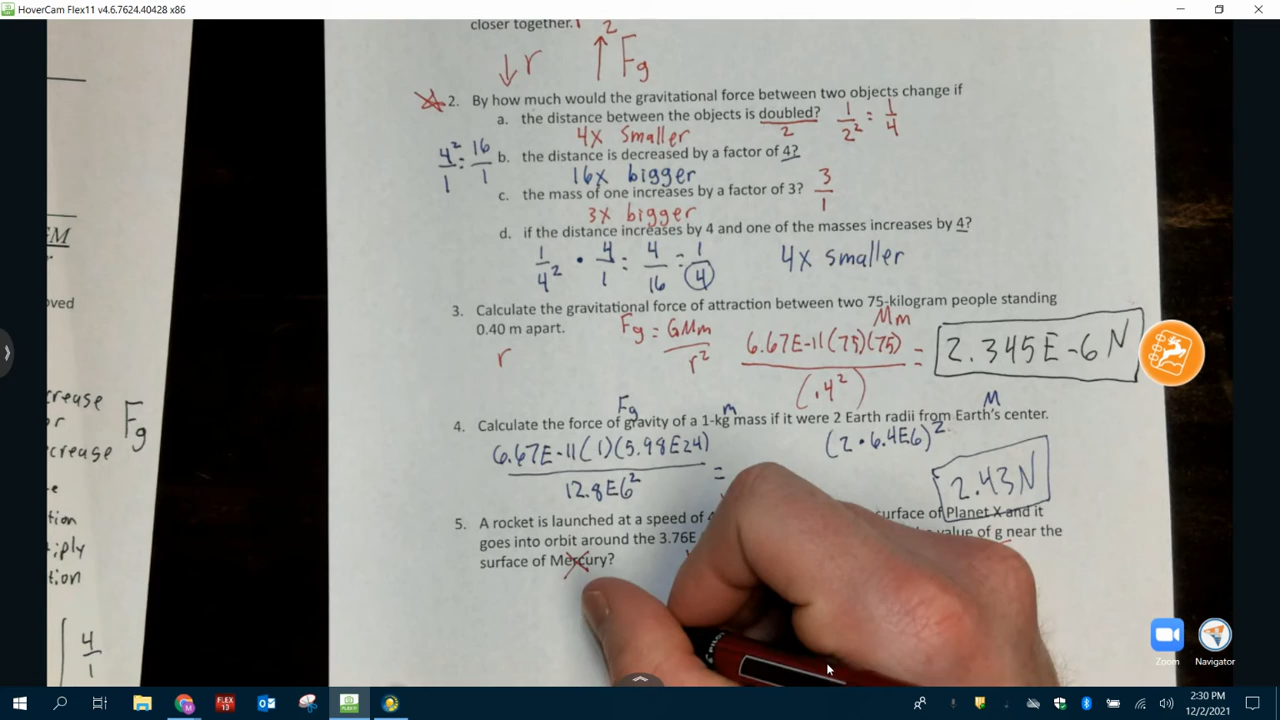 HoverCam Flex11 v4.6.7624.40428 x86
closer together.
↓r ↑Fg 2
2. By how much would the gravitational force between two objects change if
a. the distance between the objects is doubled? 1/2² = 1/4
4x smaller 2
4²/1 = 16/1 b. the distance is decreased by a factor of 4?
16x bigger
c. the mass of one increases by a factor of 3? 3/1
3x bigger
d. if the distance increases by 4 and one of the masses increases by 4?
1/4² • 4/1 = 4/16 = 1/4 4x smaller
3. Calculate the gravitational force of attraction between two 75-kilogram people standing
0.40 m apart. Mm
r Fg = GMm/r² 6.67E-11(75)(75)/(.4²) = 2.345E-6 N
Fg m M
4. Calculate the force of gravity of a 1-kg mass if it were 2 Earth radii from Earth's center.
6.67E-11(1)(5.98E24)/12.8E6² = (2•6.4E6)²
2.43N
5. A rocket is launched at a speed of surface of Planet X and it
goes into orbit around the 3.76E value of g near the
surface of Mercury?
EM
oved
crease
or
crease
Fg
tion
ply
tion
4/1
Zoom Navigator
FLEX
2:30 PM
12/2/2021